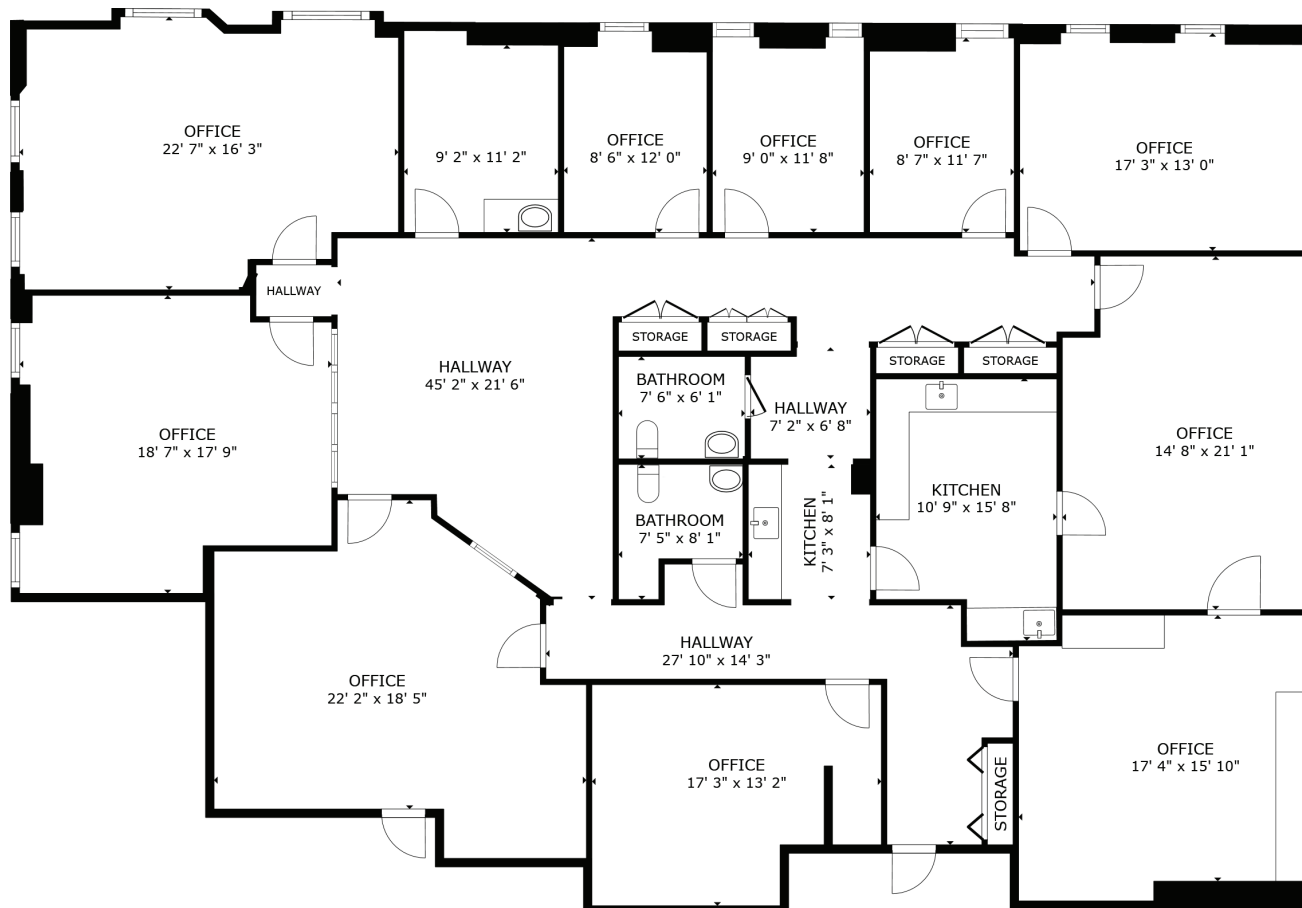 OFFICE
22' 7" x 16' 3"
9' 2" x 11' 2"
OFFICE
8' 6" x 12' 0"
OFFICE
9' 0" x 11' 8"
OFFICE
8' 7" x 11' 7"
OFFICE
17' 3" x 13' 0"
HALLWAY
STORAGE
STORAGE
STORAGE
STORAGE
HALLWAY
45' 2" x 21' 6"
BATHROOM
7' 6" x 6' 1"
HALLWAY
7' 2" x 6' 8"
OFFICE
18' 7" x 17' 9"
OFFICE
14' 8" x 21' 1"
KITCHEN
10' 9" x 15' 8"
BATHROOM
7' 5" x 8' 1"
KITCHEN
7' 3" x 8' 1"
HALLWAY
27' 10" x 14' 3"
OFFICE
22' 2" x 18' 5"
OFFICE
17' 3" x 13' 2"
STORAGE
OFFICE
17' 4" x 15' 10"